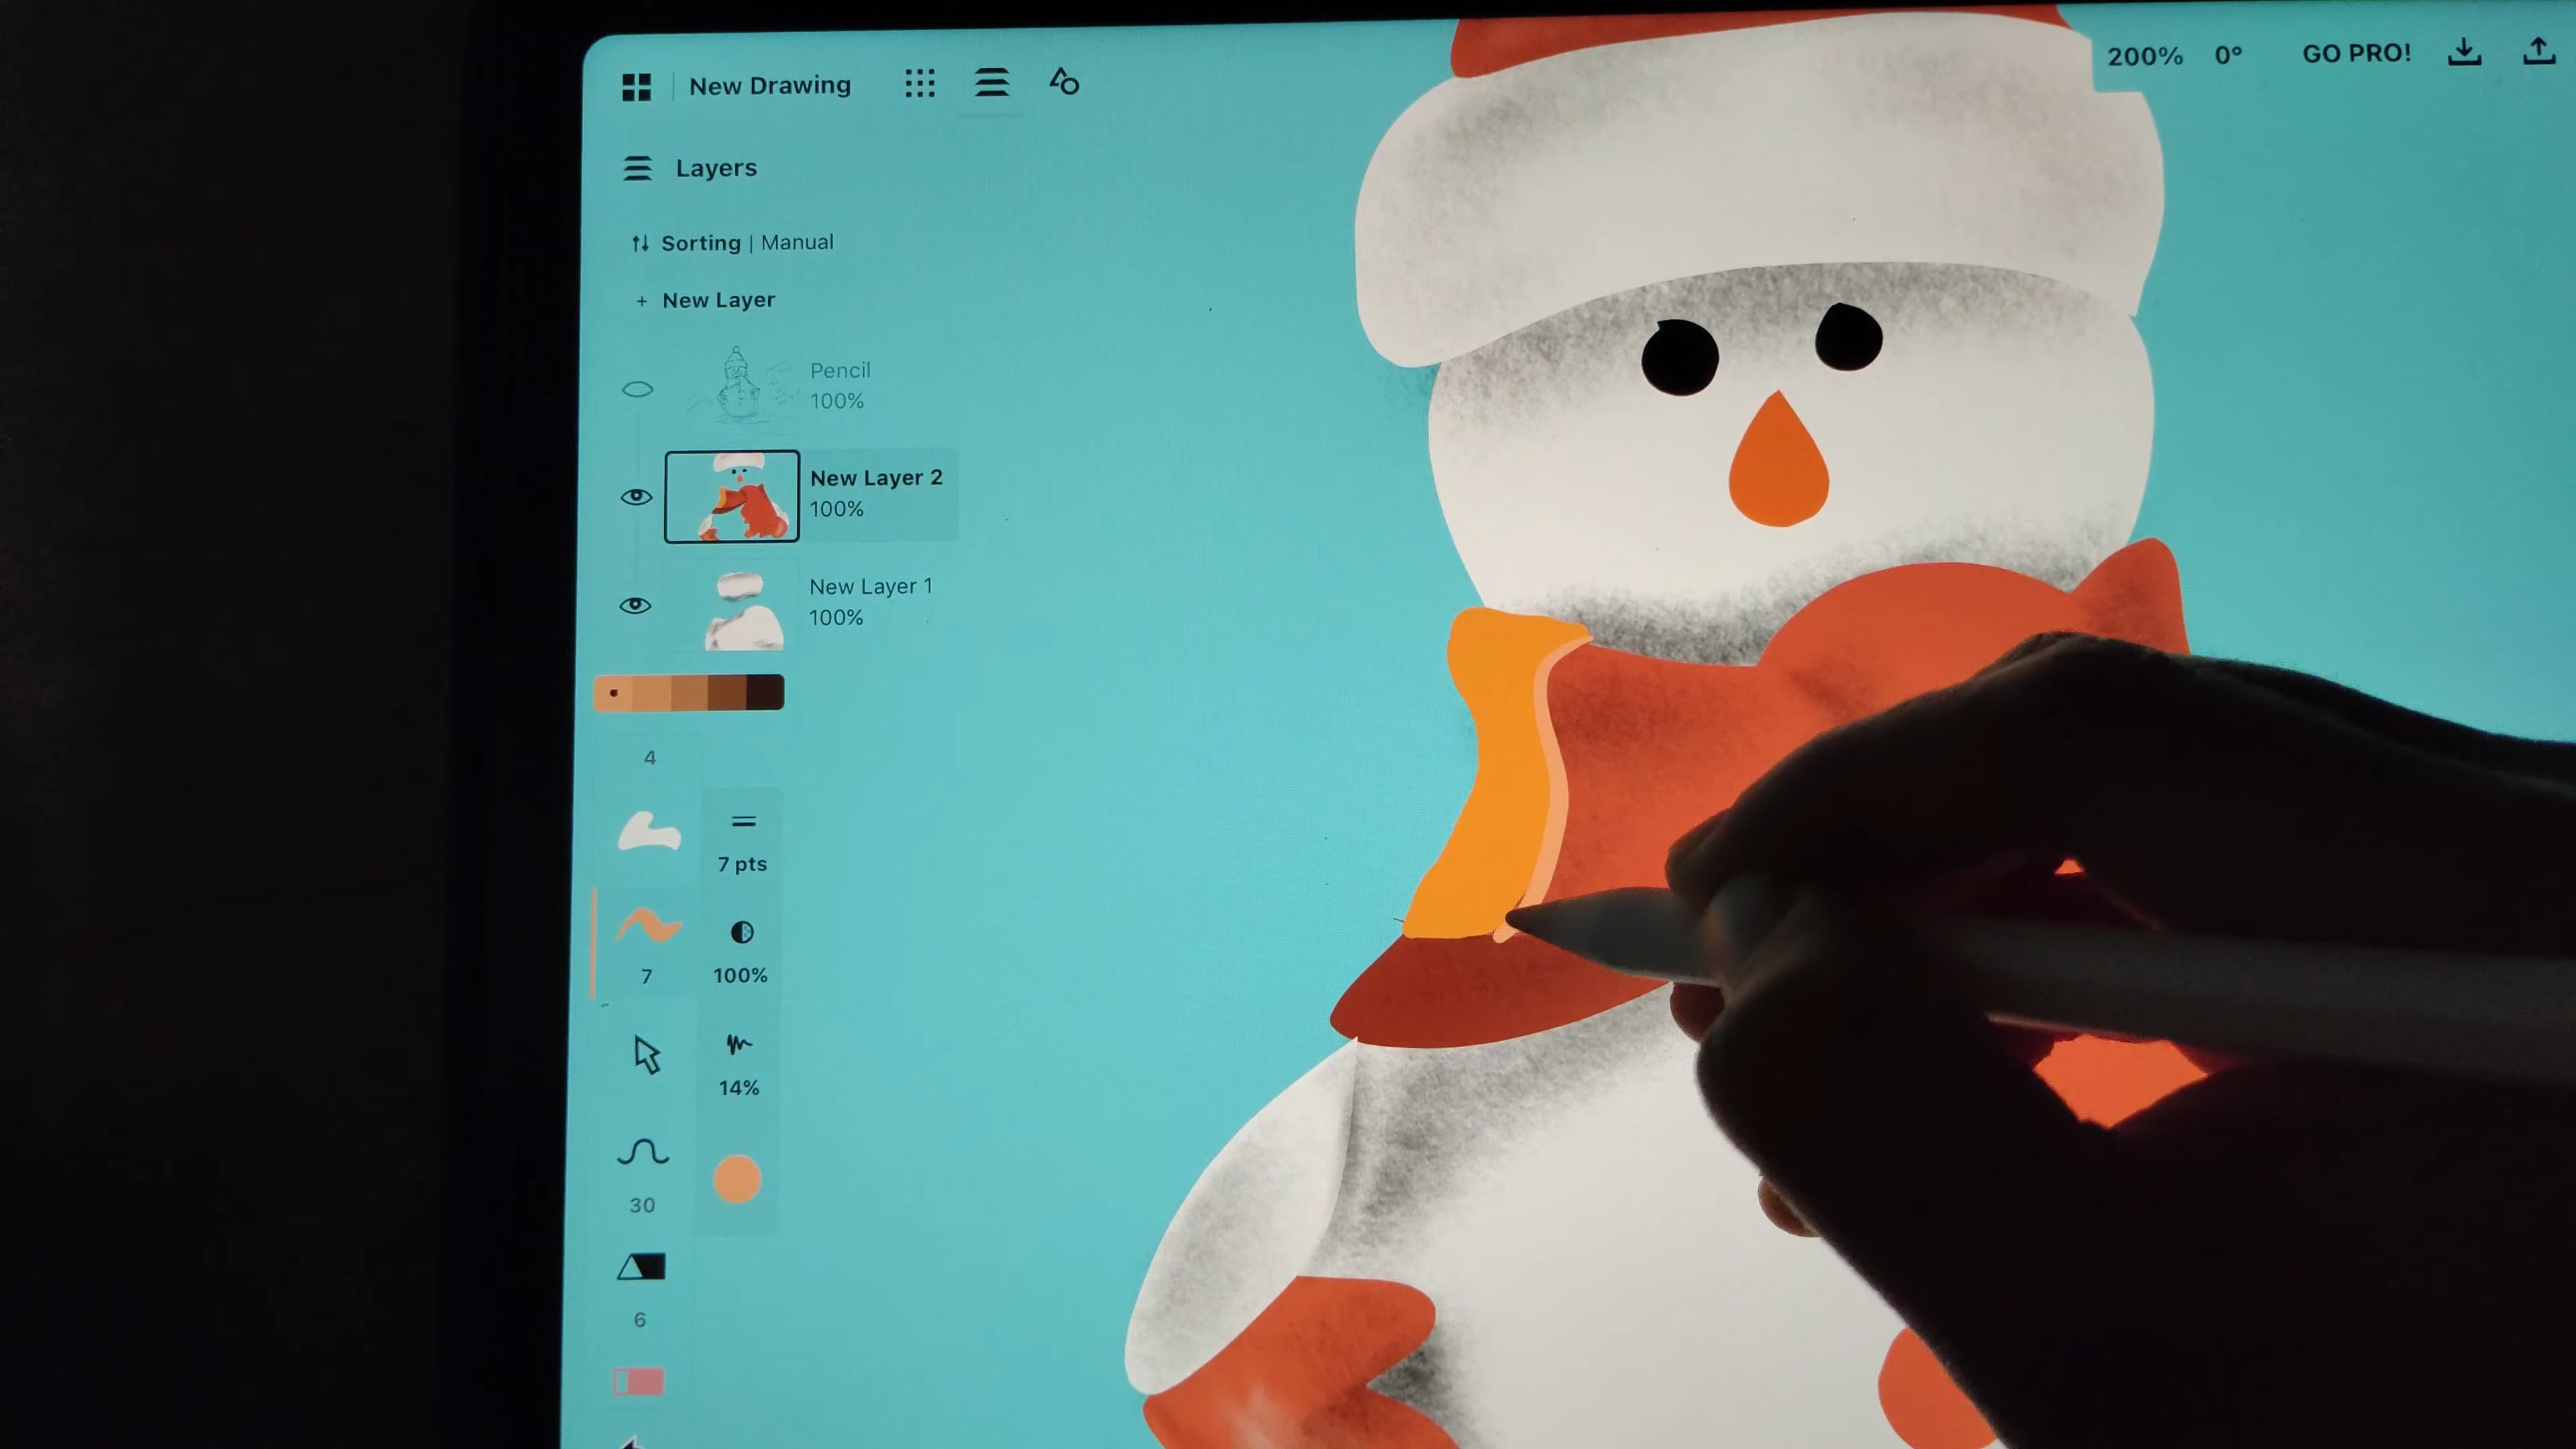 New Drawing
200% 0° GO PRO!
Layers
Sorting | Manual
+ New Layer
Pencil
100%
New Layer 2
100%
New Layer 1
100%
4
7 pts
7
100%
14%
30
6